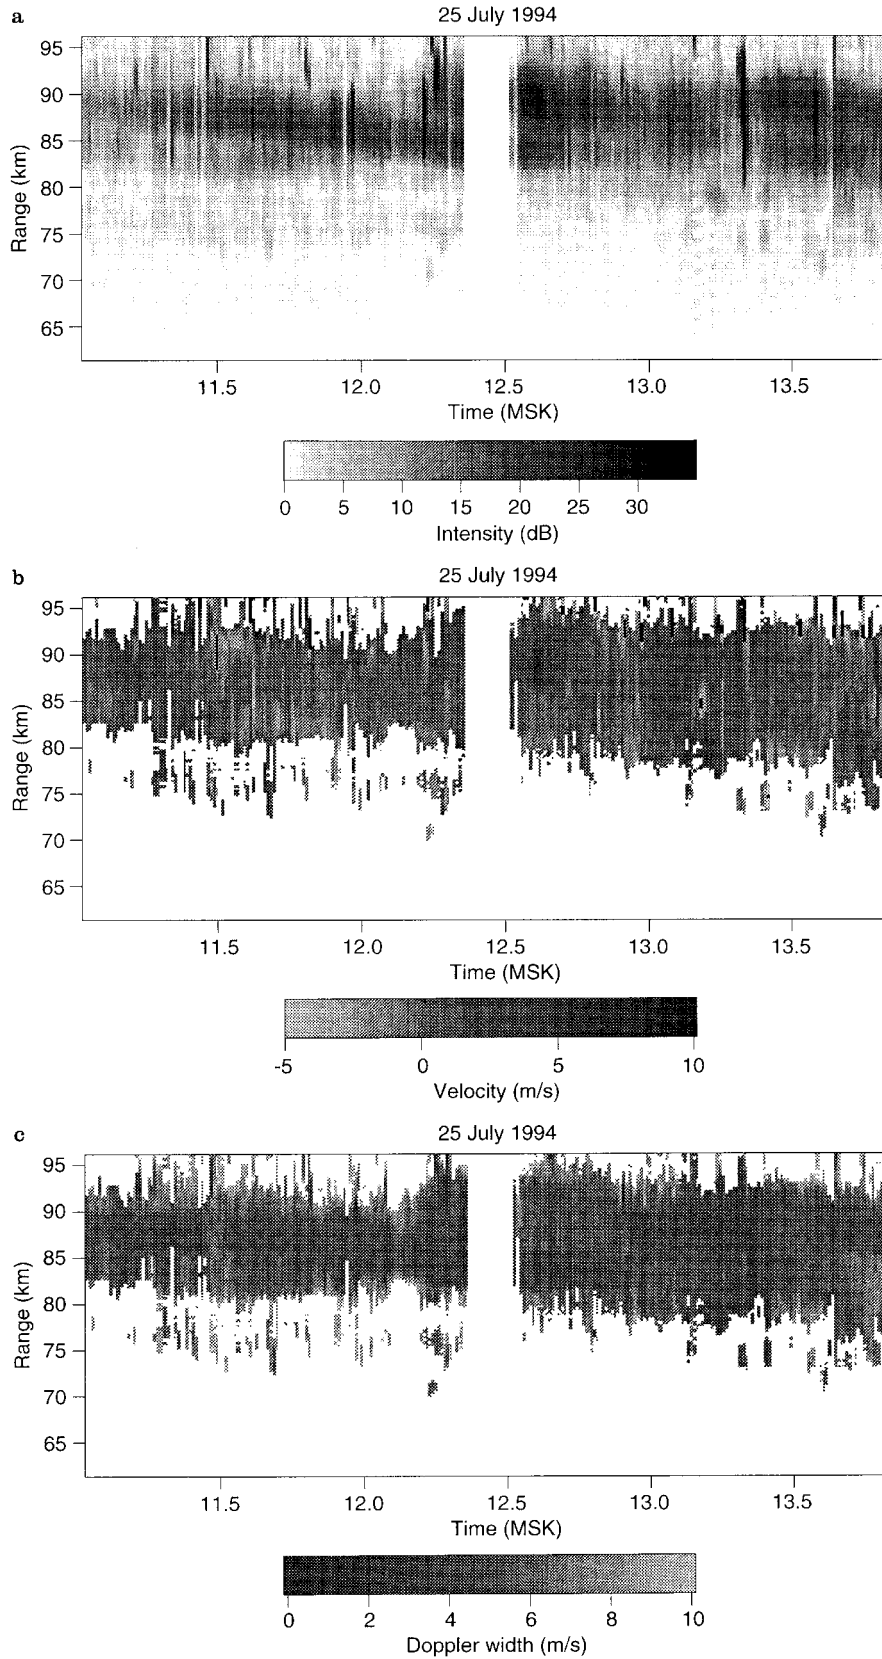 a
25 July 1994
95
90
85
80
75
70
65
Range (km)
11.5 12.0 12.5 13.0 13.5
Time (MSK)
0 5 10 15 20 25 30
Intensity (dB)
b
25 July 1994
95
90
85
80
75
70
65
Range (km)
11.5 12.0 12.5 13.0 13.5
Time (MSK)
-5 0 5 10
Velocity (m/s)
c
25 July 1994
95
90
85
80
75
70
65
Range (km)
11.5 12.0 12.5 13.0 13.5
Time (MSK)
0 2 4 6 8 10
Doppler width (m/s)